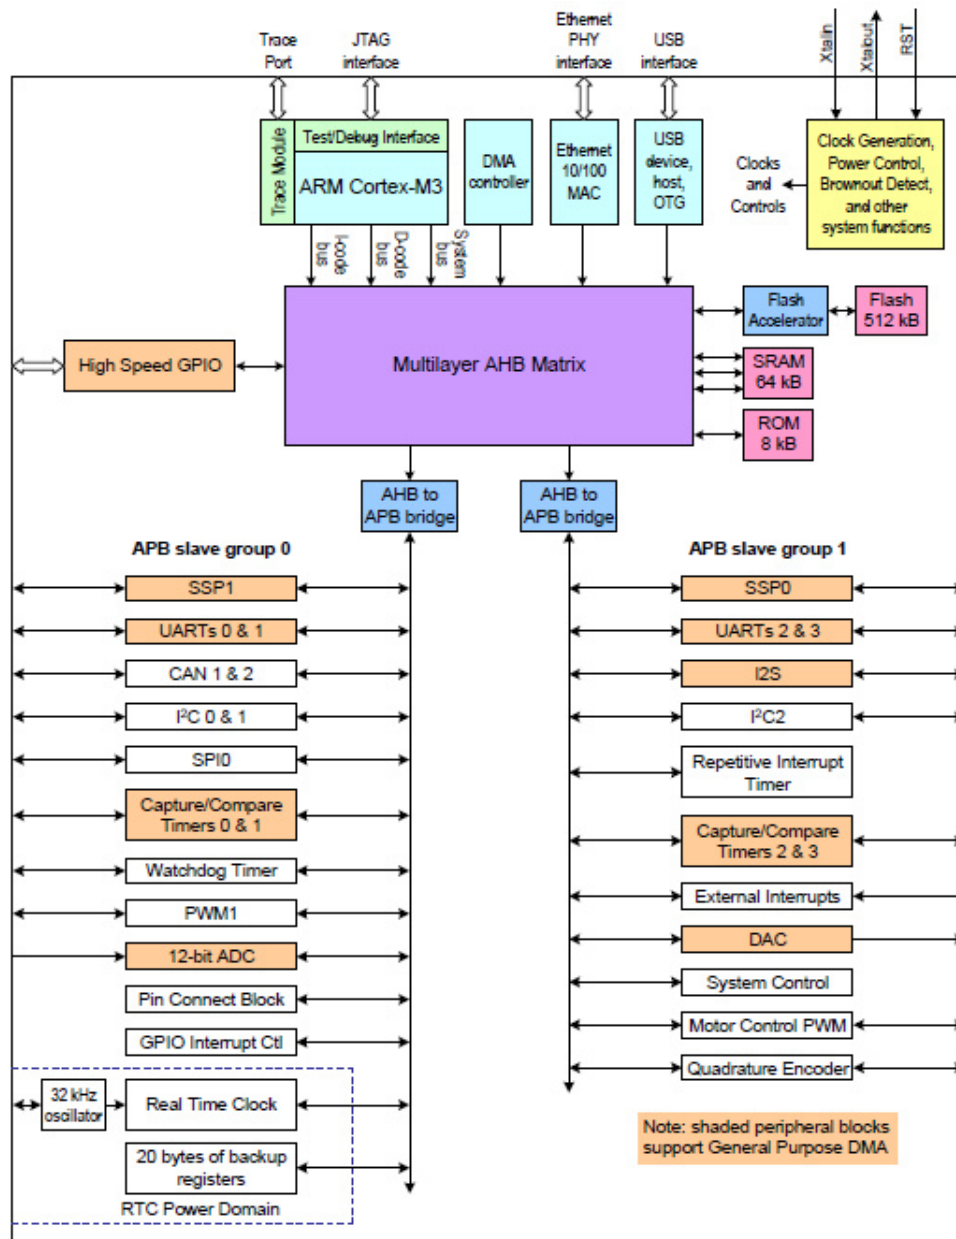 Trace
Port
JTAG
interface
Ethernet
PHY
interface
USB
interface
Xtalin
Xtalout
RST
Trace Module
Test/Debug Interface
ARM Cortex-M3
DMA
controller
Ethernet
10/100
MAC
USB
device,
host,
OTG
Clocks
and
Controls
Clock Generation,
Power Control,
Brownout Detect,
and other
system functions
I-code
bus
D-code
bus
System
bus
Multilayer AHB Matrix
High Speed GPIO
Flash
Accelerator
Flash
512 kB
SRAM
64 kB
ROM
8 kB
AHB to
APB bridge
AHB to
APB bridge
APB slave group 0
SSP1
UARTs 0 & 1
CAN 1 & 2
I²C 0 & 1
SPI0
Capture/Compare
Timers 0 & 1
Watchdog Timer
PWM1
12-bit ADC
Pin Connect Block
GPIO Interrupt Ctl
32 kHz
oscillator
Real Time Clock
20 bytes of backup
registers
RTC Power Domain
APB slave group 1
SSP0
UARTs 2 & 3
I2S
I²C2
Repetitive Interrupt
Timer
Capture/Compare
Timers 2 & 3
External Interrupts
DAC
System Control
Motor Control PWM
Quadrature Encoder
Note: shaded peripheral blocks
support General Purpose DMA